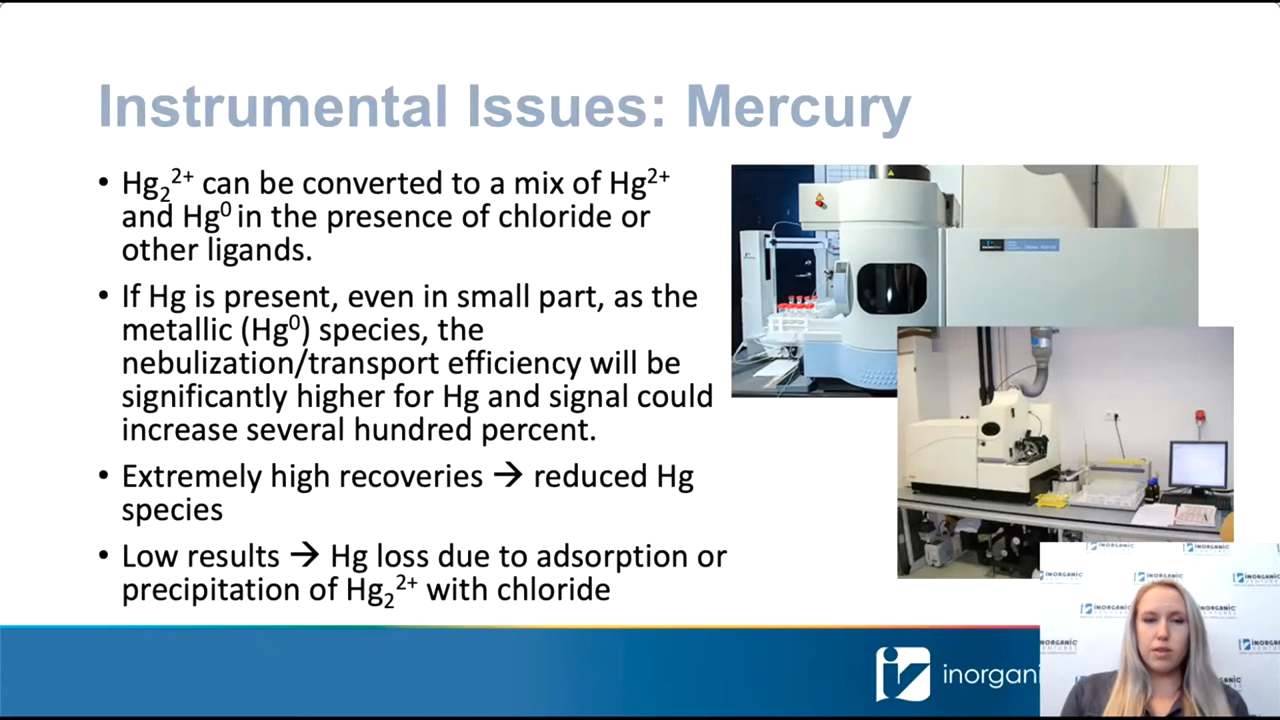 Instrumental Issues: Mercury
• Hg₂²⁺ can be converted to a mix of Hg²⁺
and Hg⁰ in the presence of chloride or
other ligands.
• If Hg is present, even in small part, as the
metallic (Hg⁰) species, the
nebulization/transport efficiency will be
significantly higher for Hg and signal could
increase several hundred percent.
• Extremely high recoveries → reduced Hg
species
• Low results → Hg loss due to adsorption or
precipitation of Hg₂²⁺ with chloride
inorgani
INORGANIC
VENTURES